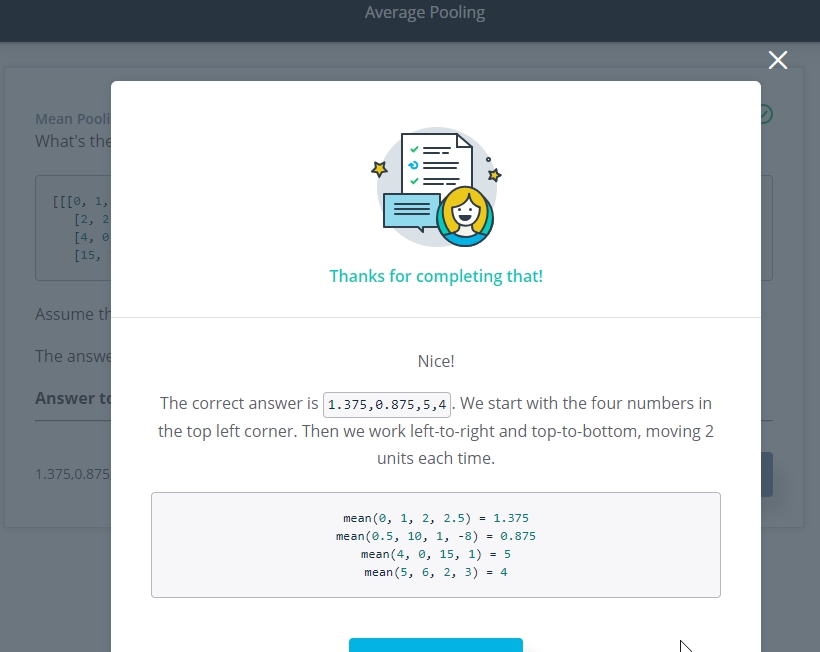 Average Pooling
Mean Pooli
What's the
[[[0, 1,
[2, 2
[4, 0
[15,
Assume th
The answe
Answer to
1.375,0.875
Thanks for completing that!
Nice!
The correct answer is 1.375,0.875,5,4. We start with the four numbers in
the top left corner. Then we work left-to-right and top-to-bottom, moving 2
units each time.
mean(0, 1, 2, 2.5) = 1.375
mean(0.5, 10, 1, -8) = 0.875
mean(4, 0, 15, 1) = 5
mean(5, 6, 2, 3) = 4